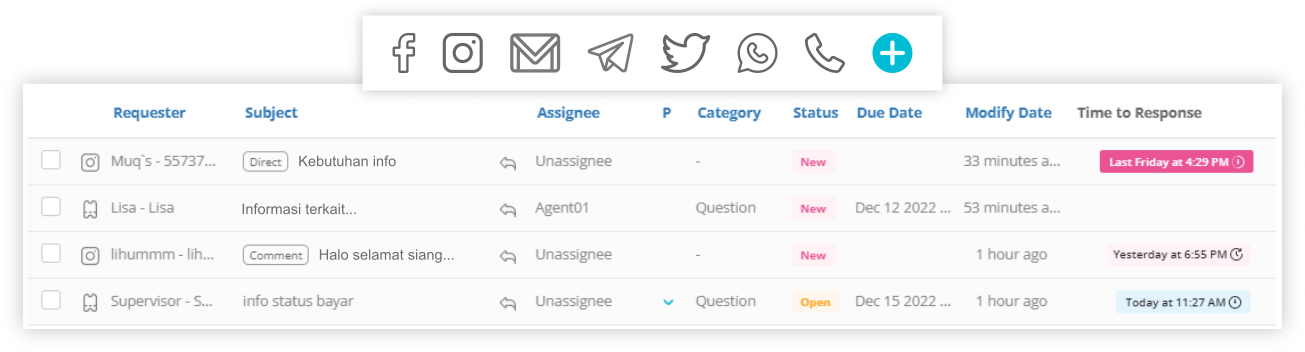 Requester Subject Assignee P Category Status Due Date Modify Date Time to Response
Muq`s - 55737... Direct Kebutuhan info Unassignee - New 33 minutes a... Last Friday at 4:29 PM
Lisa - Lisa Informasi terkait... Agent01 Question New Dec 12 2022 ... 53 minutes a...
lihummm - lih... Comment Halo selamat siang... Unassignee - New 1 hour ago Yesterday at 6:55 PM
Supervisor - S... info status bayar Unassignee Question Open Dec 15 2022 ... 1 hour ago Today at 11:27 AM